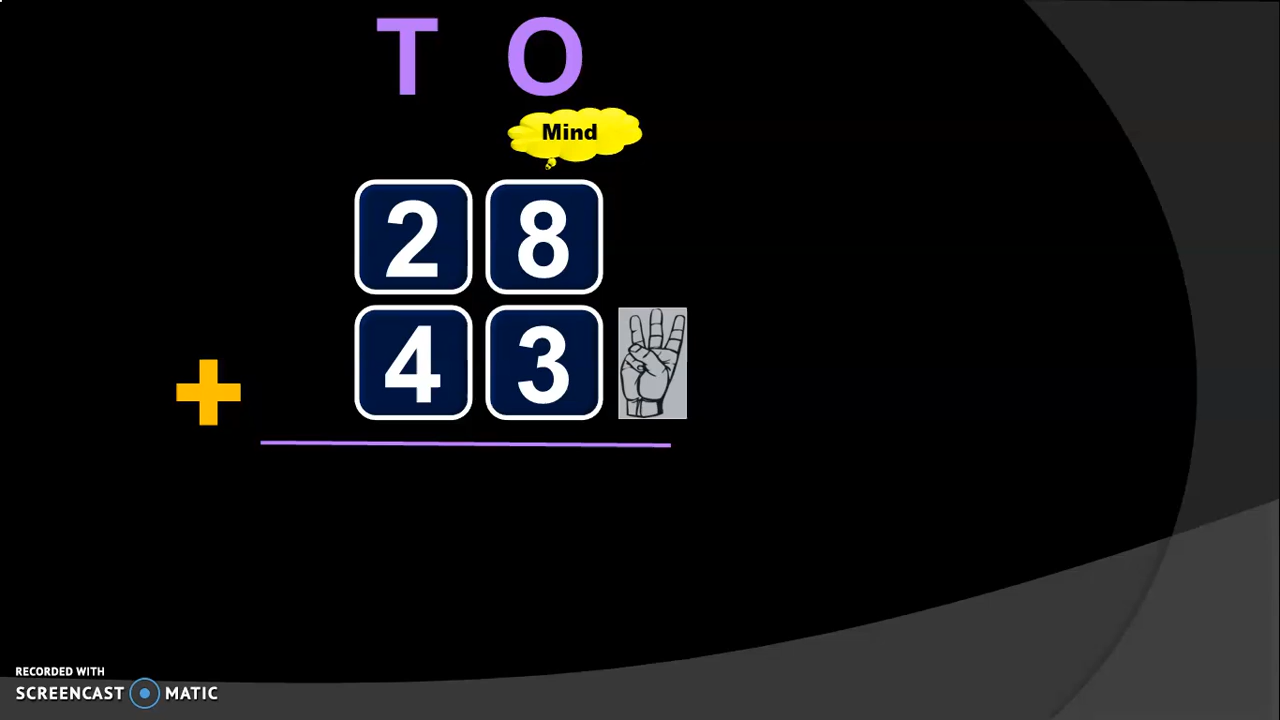 T O
Mind
2 8
+ 4 3
RECORDED WITH
SCREENCAST MATIC